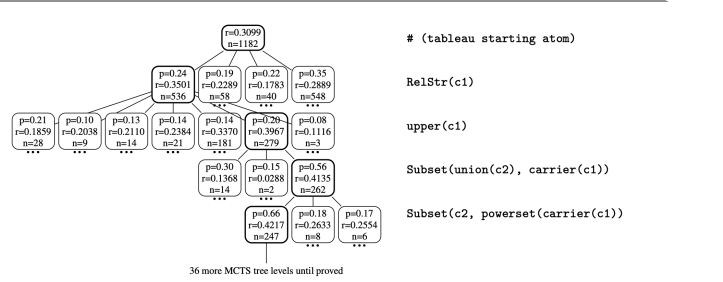 r=0.3099
n=1182
# (tableau starting atom)
p=0.24 p=0.19 p=0.22 p=0.35
r=0.3501 r=0.2289 r=0.1783 r=0.2889
n=536 n=58 n=40 n=548
RelStr(c1)
p=0.21 p=0.10 p=0.13 p=0.14 p=0.14 p=0.20 p=0.08
r=0.1859 r=0.2038 r=0.2110 r=0.2384 r=0.3370 r=0.3967 r=0.1116
n=28 n=9 n=14 n=21 n=181 n=279 n=3
upper(c1)
p=0.30 p=0.15 p=0.56
r=0.1368 r=0.0288 r=0.4135
n=14 n=2 n=262
Subset(union(c2), carrier(c1))
p=0.66 p=0.18 p=0.17
r=0.4217 r=0.2633 r=0.2554
n=247 n=8 n=6
Subset(c2, powerset(carrier(c1))
36 more MCTS tree levels until proved